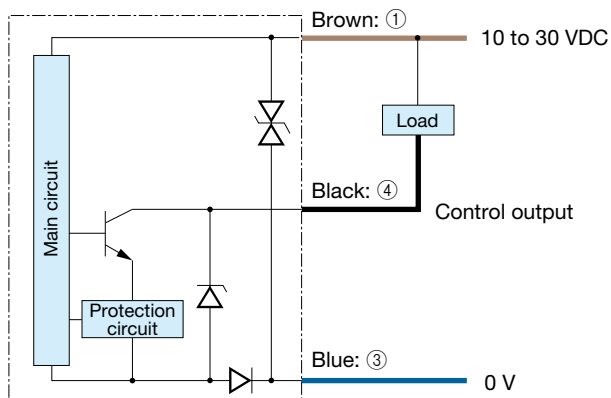 Brown: ①
10 to 30 VDC
Load
Main circuit
Black: ④
Control output
Protection
circuit
Blue: ③
0 V